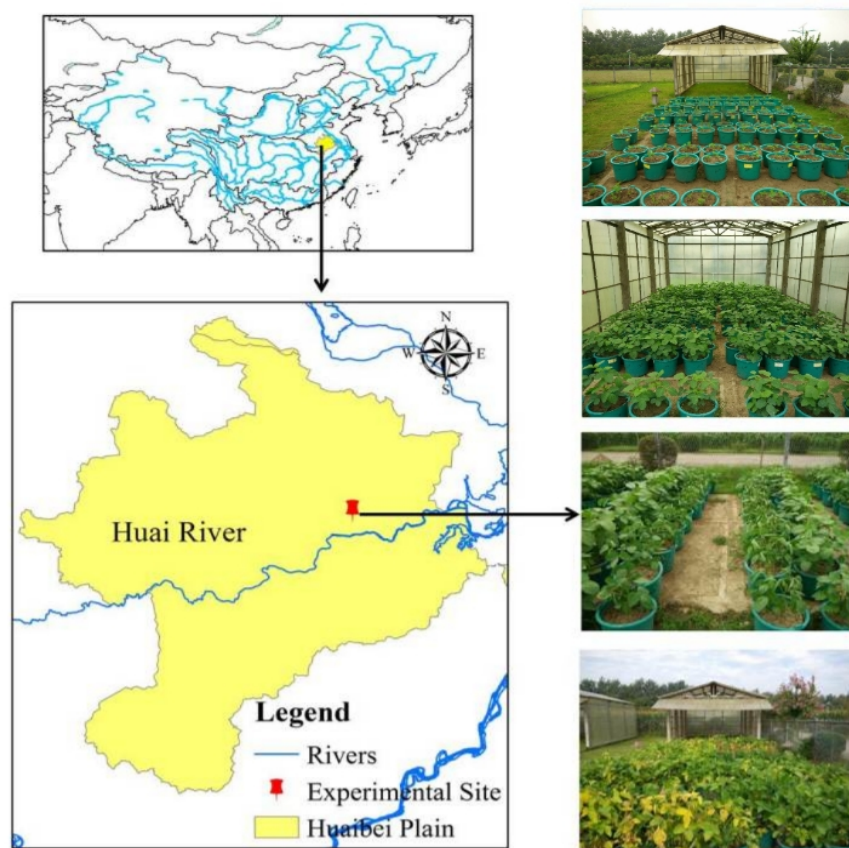 N
W E
S
Huai River
Legend
Rivers
Experimental Site
Huaibei Plain